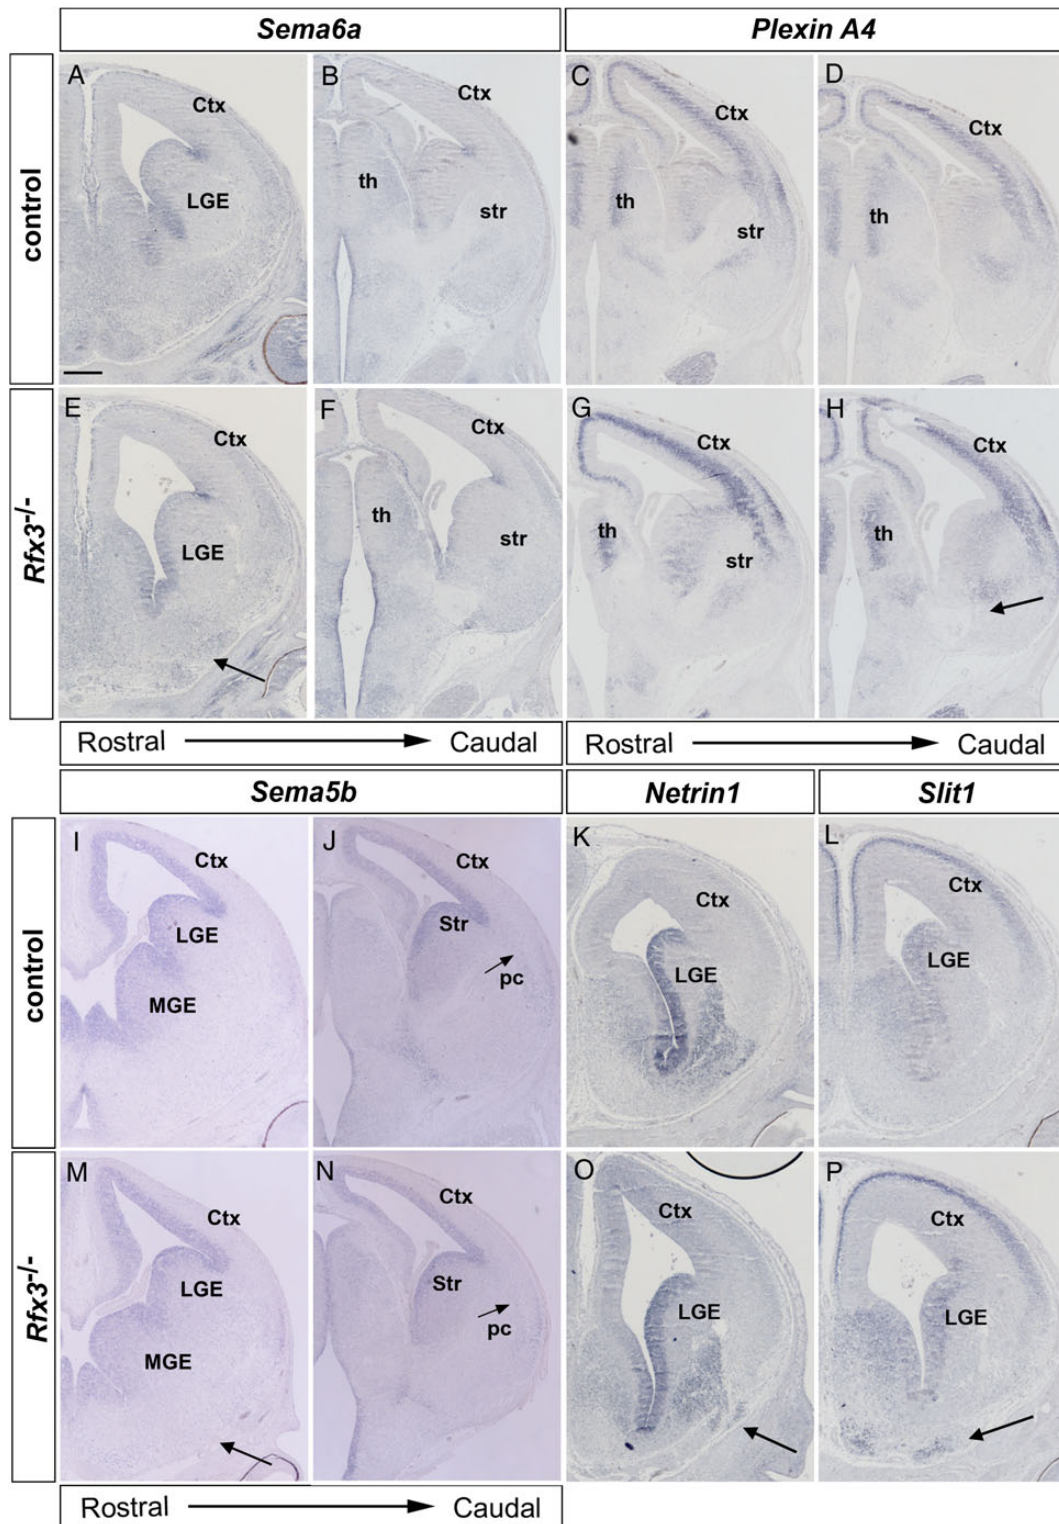 Sema6a
Plexin A4
control
A
Ctx
LGE
B
Ctx
th
str
C
Ctx
th
str
D
Ctx
th
Rfx3-/-
E
Ctx
LGE
F
Ctx
th
str
G
Ctx
th
str
H
Ctx
th
Rostral Caudal
Rostral Caudal
Sema5b
Netrin1
Slit1
control
I
Ctx
LGE
MGE
J
Ctx
Str
pc
K
Ctx
LGE
L
Ctx
LGE
Rfx3-/-
M
Ctx
LGE
MGE
N
Ctx
Str
pc
O
Ctx
LGE
P
Ctx
LGE
Rostral Caudal